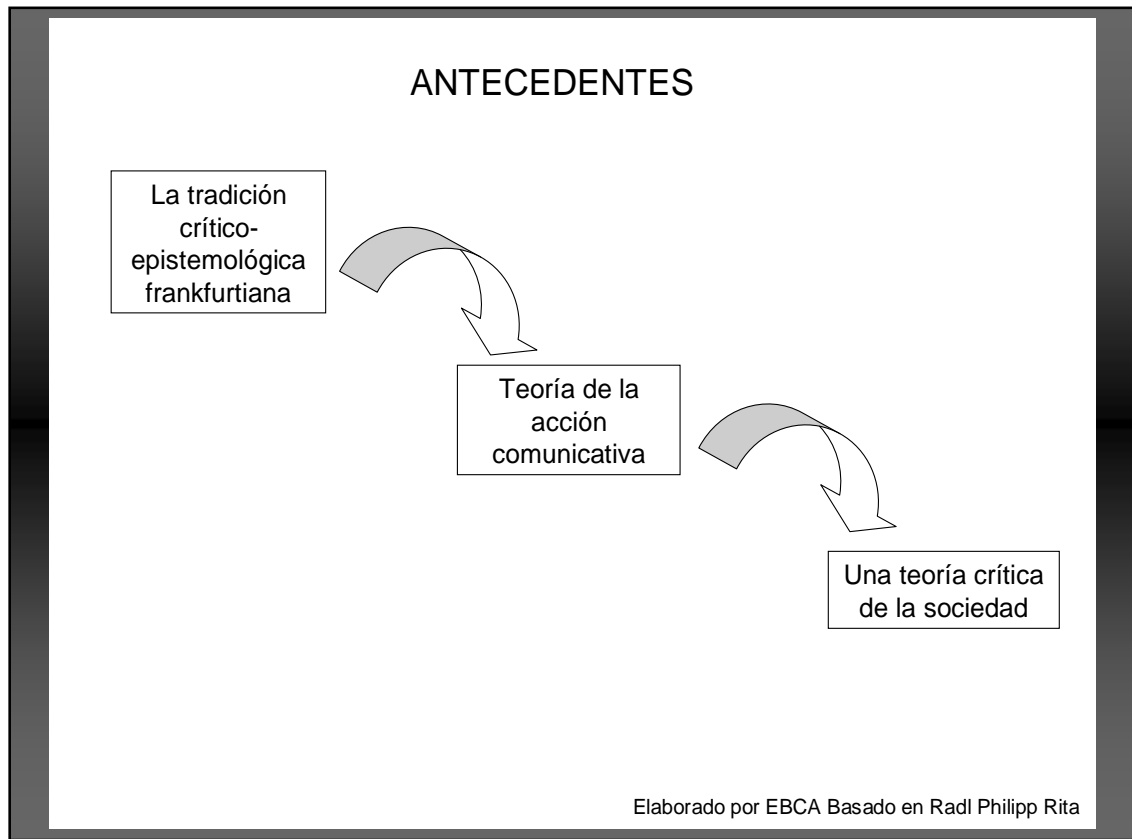 ANTECEDENTES
La tradición
crítico-
epistemológica
frankfurtiana
Teoría de la
acción
comunicativa
Una teoría crítica
de la sociedad
Elaborado por EBCA Basado en Radl Philipp Rita